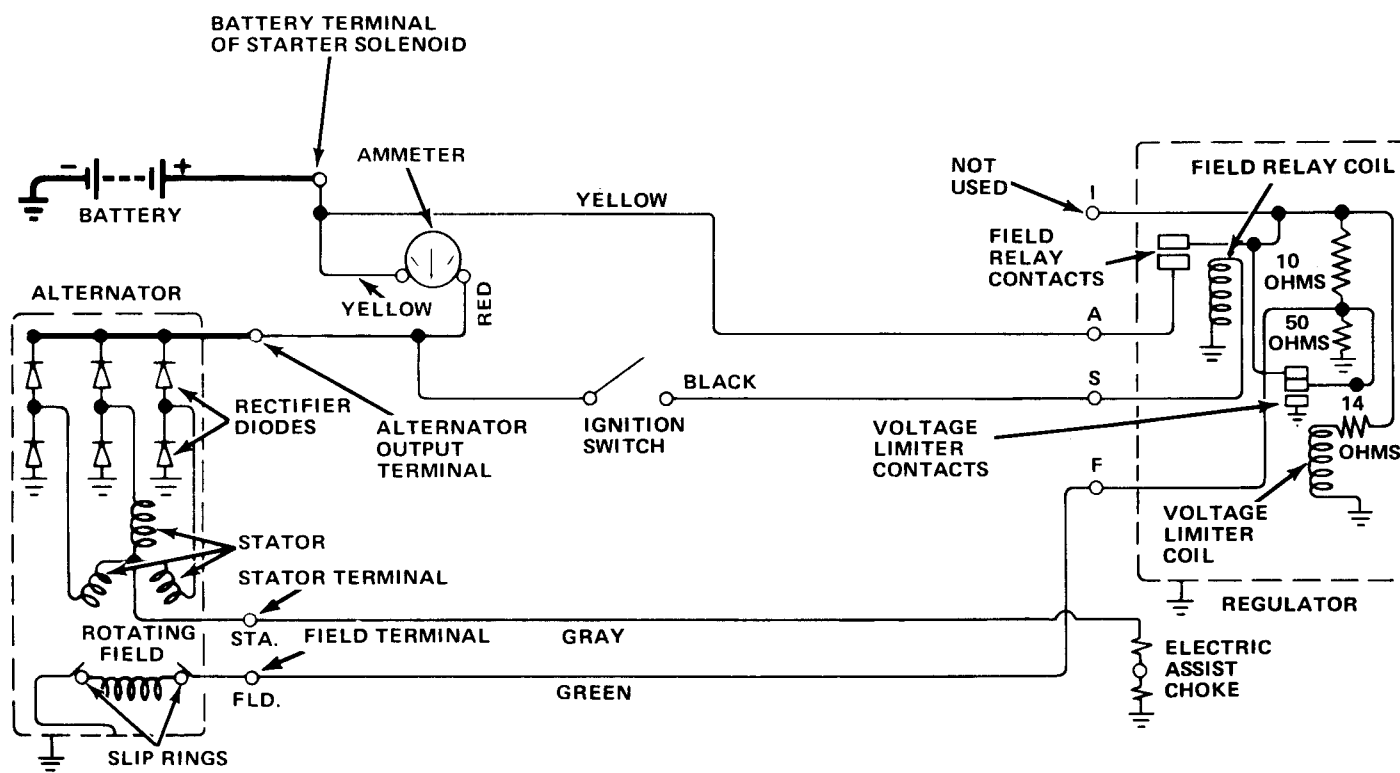 BATTERY TERMINAL
OF STARTER SOLENOID
AMMETER
- +
BATTERY
YELLOW
YELLOW
RED
NOT
USED
I
FIELD RELAY COIL
FIELD
RELAY
CONTACTS
10
OHMS
A
50
OHMS
ALTERNATOR
RECTIFIER
DIODES
ALTERNATOR
OUTPUT
TERMINAL
IGNITION
SWITCH
BLACK
S
VOLTAGE
LIMITER
CONTACTS
14
OHMS
F
VOLTAGE
LIMITER
COIL
REGULATOR
STATOR
STATOR TERMINAL
STA.
GRAY
ROTATING
FIELD
FIELD TERMINAL
FLD.
GREEN
ELECTRIC
ASSIST
CHOKE
SLIP RINGS